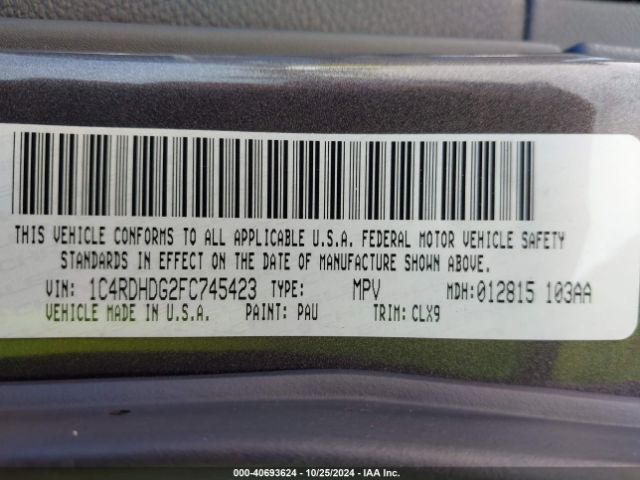 THIS VEHICLE CONFORMS TO ALL APPLICABLE U.S.A. FEDERAL MOTOR VEHICLE SAFETY
STANDARDS IN EFFECT ON THE DATE OF MANUFACTURE SHOWN ABOVE.
VIN: 1C4RDHDG2FC745423 TYPE: MPV MDH:012815 103AA
VEHICLE MADE IN U.S.A. PAINT: PAU TRIM: CLX9
000-40693624 | 10/25/2024 | IAA Inc.